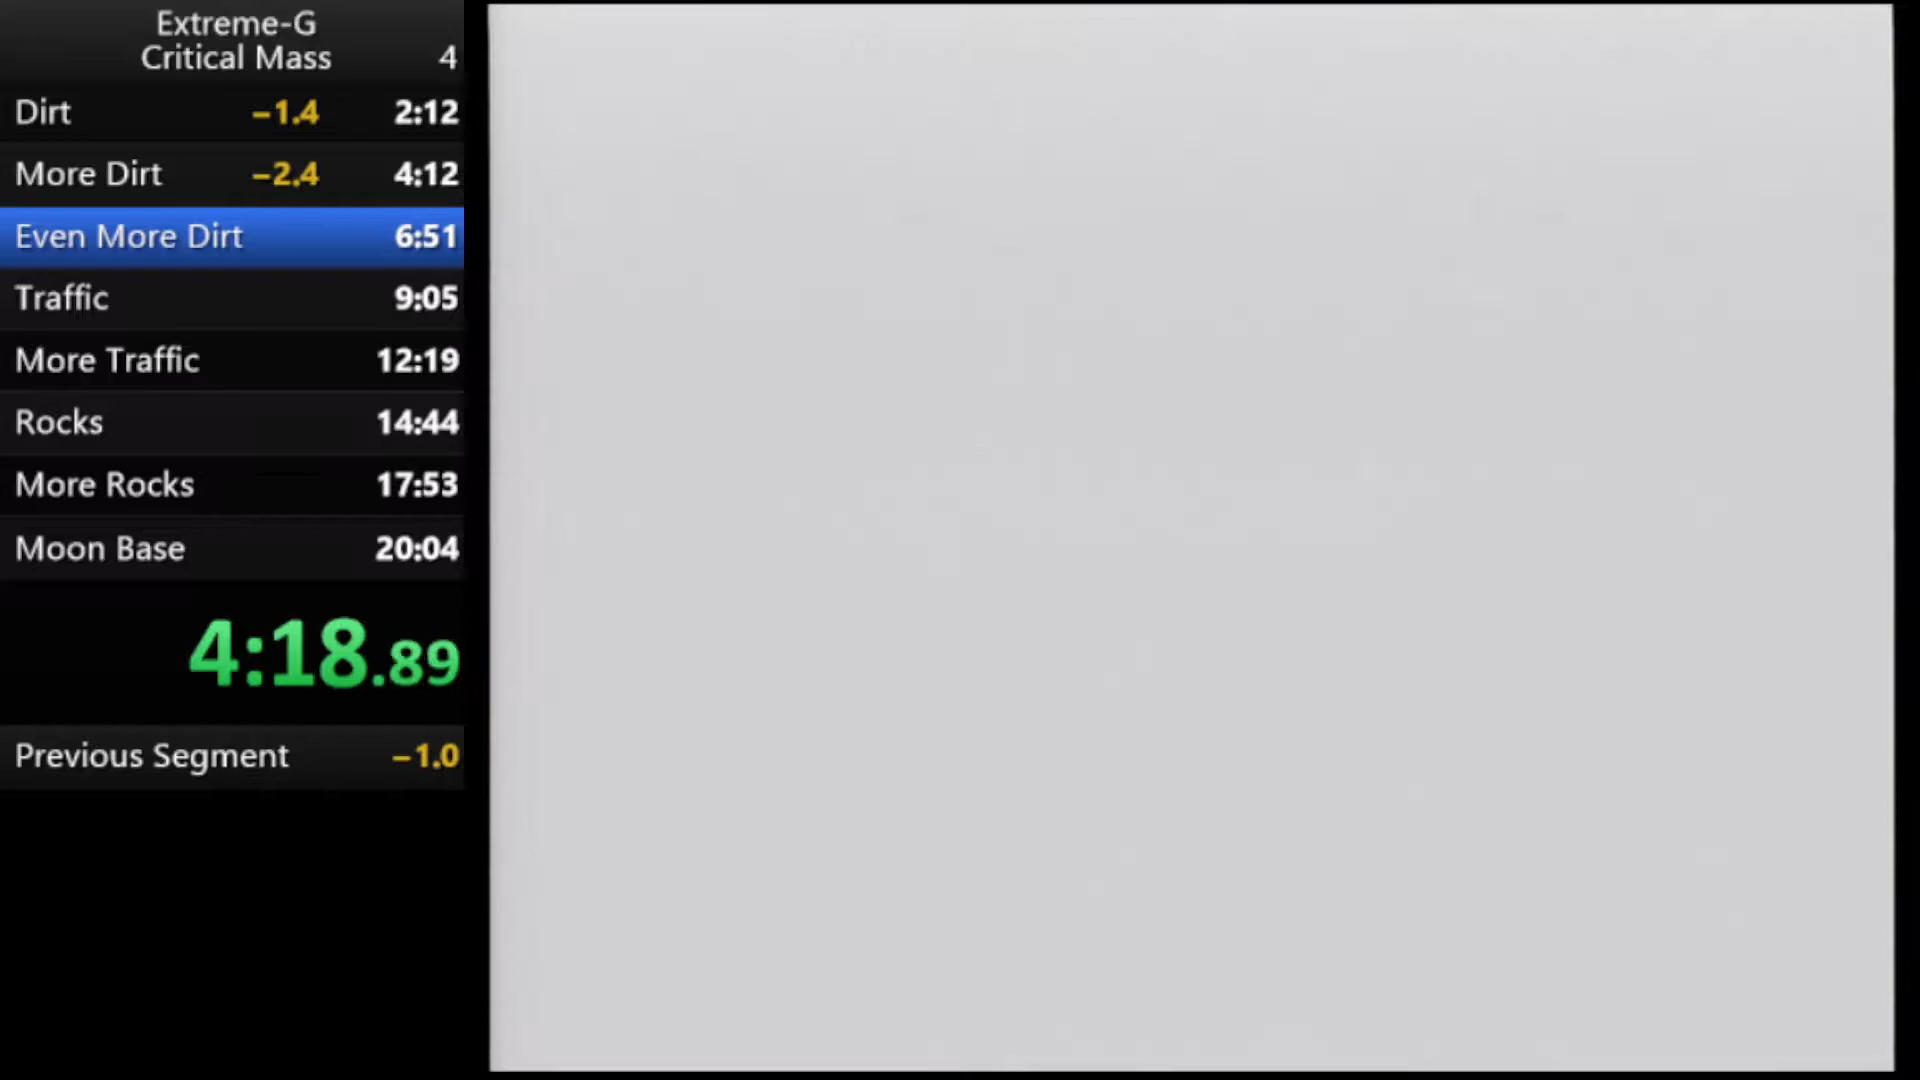 Extreme-G
Critical Mass 4
Dirt −1.4 2:12
More Dirt −2.4 4:12
Even More Dirt 6:51
Traffic 9:05
More Traffic 12:19
Rocks 14:44
More Rocks 17:53
Moon Base 20:04
4:18.89
Previous Segment −1.0